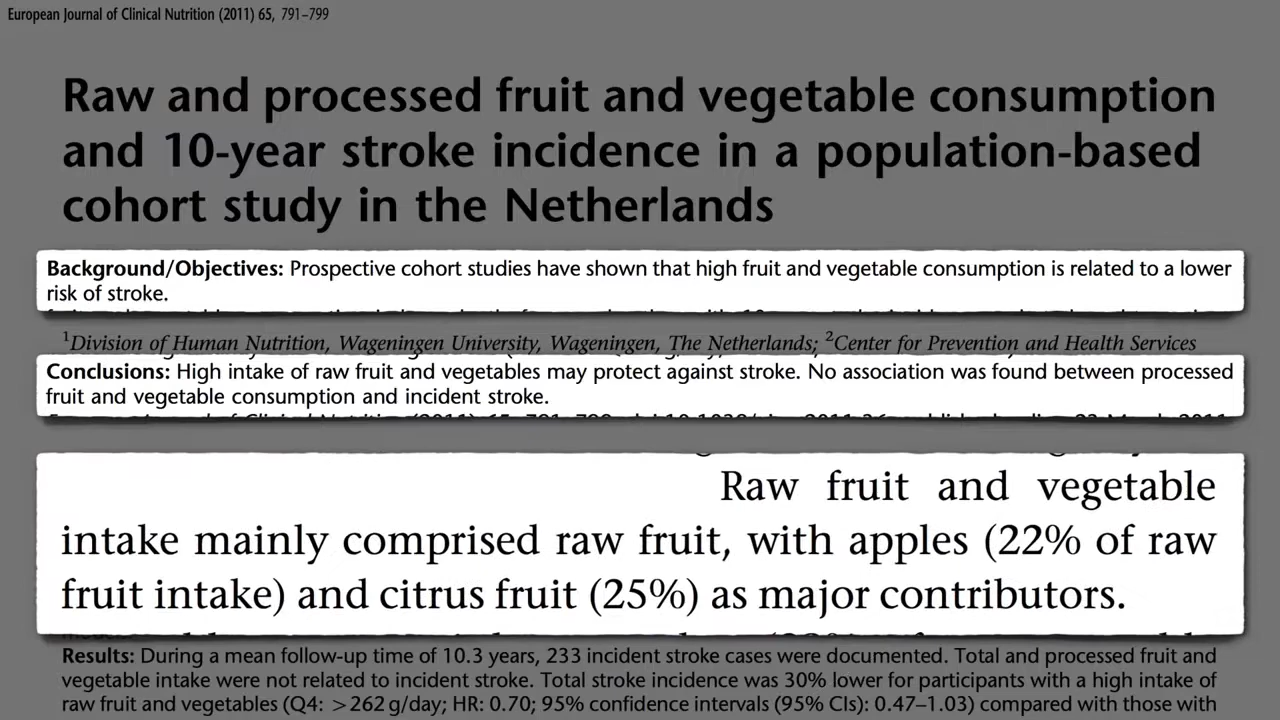 European Journal of Clinical Nutrition (2011) 65, 791–799
Raw and processed fruit and vegetable consumption
and 10-year stroke incidence in a population-based
cohort study in the Netherlands
Background/Objectives: Prospective cohort studies have shown that high fruit and vegetable consumption is related to a lower
risk of stroke.
¹Division of Human Nutrition, Wageningen University, Wageningen, The Netherlands; ²Center for Prevention and Health Services
Conclusions: High intake of raw fruit and vegetables may protect against stroke. No association was found between processed
fruit and vegetable consumption and incident stroke.
Raw fruit and vegetable
intake mainly comprised raw fruit, with apples (22% of raw
fruit intake) and citrus fruit (25%) as major contributors.
Results: During a mean follow-up time of 10.3 years, 233 incident stroke cases were documented. Total and processed fruit and
vegetable intake were not related to incident stroke. Total stroke incidence was 30% lower for participants with a high intake of
raw fruit and vegetables (Q4: >262 g/day; HR: 0.70; 95% confidence intervals (95% CIs): 0.47–1.03) compared with those with